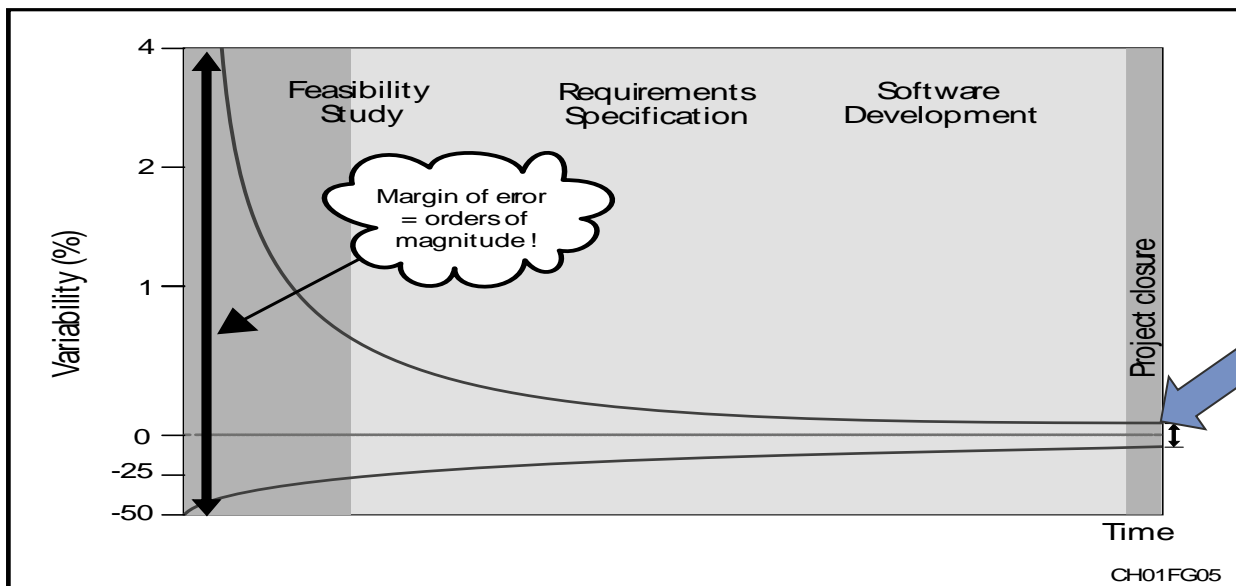 4
2
1
0
-25
-50
Variability (%)
Feasibility
Study
Requirements
Specification
Software
Development
Margin of error
= orders of
magnitude !
Project closure
Time
CH01FG05